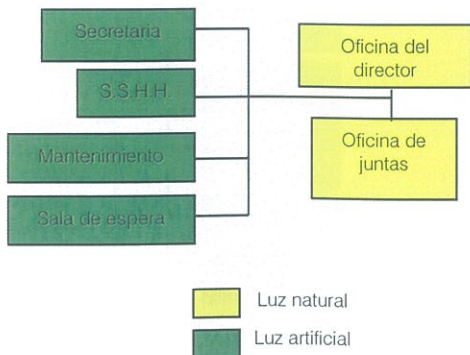 Secretaria
S.S.H.H.
Mantenimiento
Sala de espera
Oficina del
director
Oficina de
juntas
Luz natural
Luz artificial